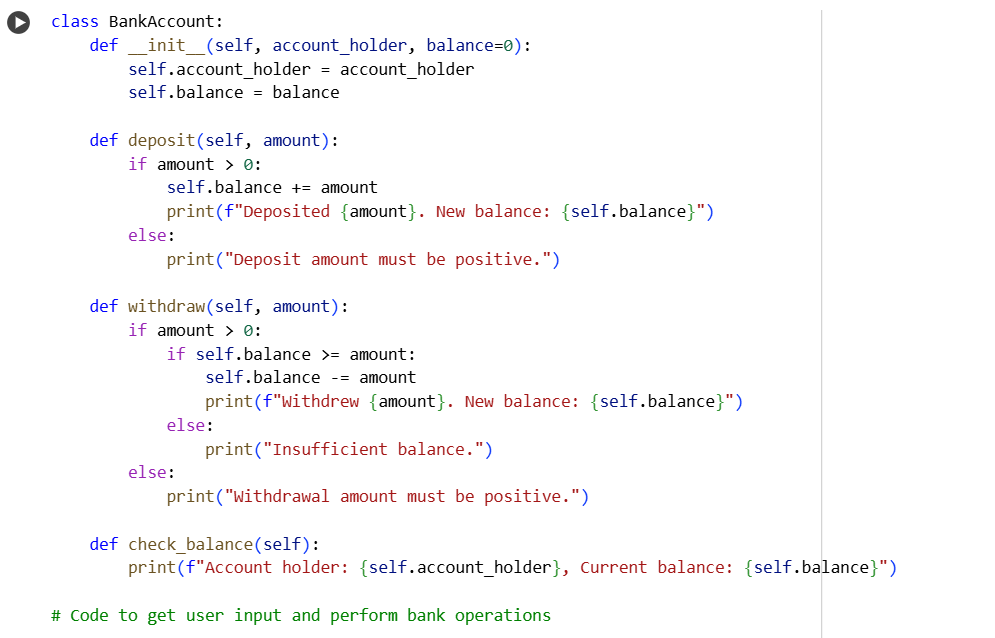 class BankAccount:
    def __init__(self, account_holder, balance=0):
        self.account_holder = account_holder
        self.balance = balance

    def deposit(self, amount):
        if amount > 0:
            self.balance += amount
            print(f"Deposited {amount}. New balance: {self.balance}")
        else:
            print("Deposit amount must be positive.")

    def withdraw(self, amount):
        if amount > 0:
            if self.balance >= amount:
                self.balance -= amount
                print(f"Withdrew {amount}. New balance: {self.balance}")
            else:
                print("Insufficient balance.")
        else:
            print("Withdrawal amount must be positive.")

    def check_balance(self):
        print(f"Account holder: {self.account_holder}, Current balance: {self.balance}")

# Code to get user input and perform bank operations